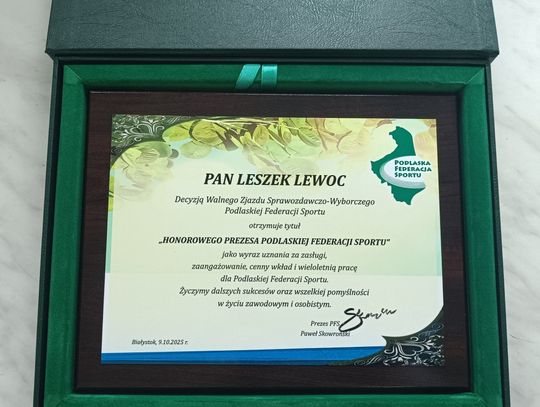 PODLASKA
FEDERACJA
SPORTU
PAN LESZEK LEWOC
Decyzją Walnego Zjazdu Sprawozdawczo-Wyborczego
Podlaskiej Federacji Sportu
otrzymuje tytuł
„HONOROWEGO PREZESA PODLASKIEJ FEDERACJI SPORTU"
jako wyraz uznania za zasługi,
zaangażowanie, cenny wkład i wieloletnią pracę
dla Podlaskiej Federacji Sportu.
Życzymy dalszych sukcesów oraz wszelkiej pomyślności
w życiu zawodowym i osobistym.
Prezes PFS
Paweł Skowroński
Białystok, 9.10.2025 r.